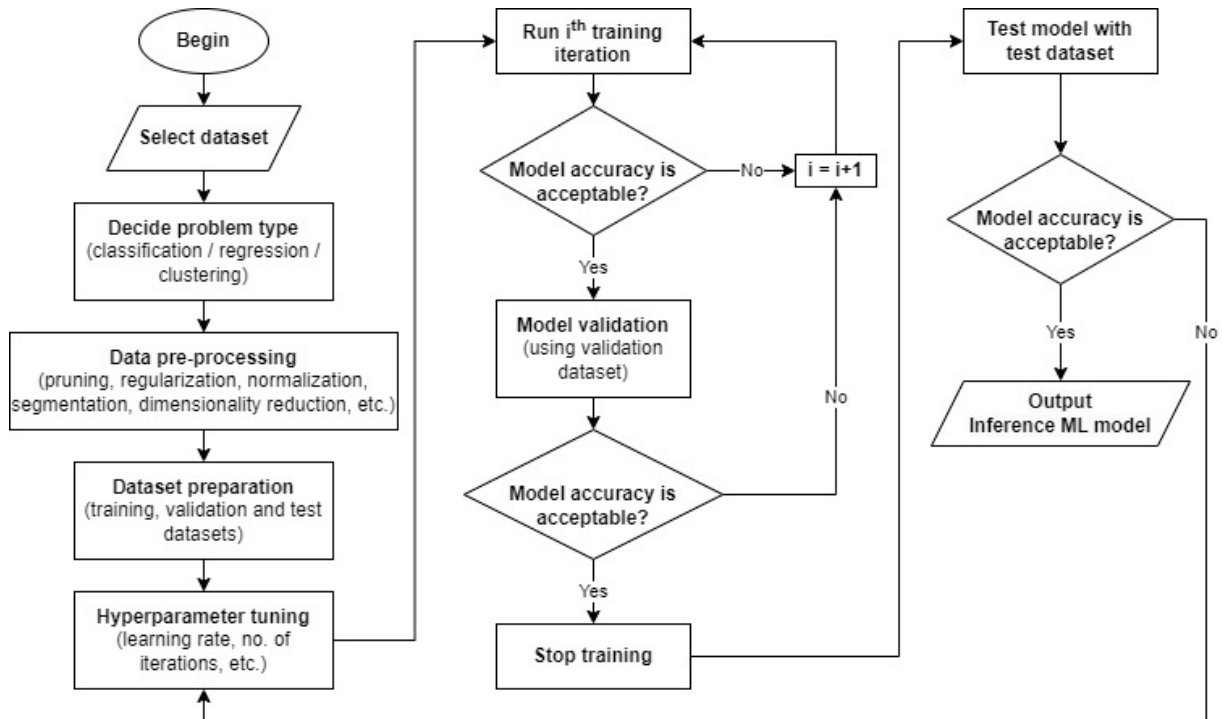 Begin
Select dataset
Decide problem type
(classification / regression /
clustering)
Data pre-processing
(pruning, regularization, normalization,
segmentation, dimensionality reduction, etc.)
Dataset preparation
(training, validation and test
datasets)
Hyperparameter tuning
(learning rate, no. of
iterations, etc.)
Run iᵗʰ training
iteration
Model accuracy is
acceptable?
No
i = i+1
Yes
Model validation
(using validation
dataset)
No
Model accuracy is
acceptable?
Yes
Stop training
Test model with
test dataset
Model accuracy is
acceptable?
Yes
No
Output
Inference ML model